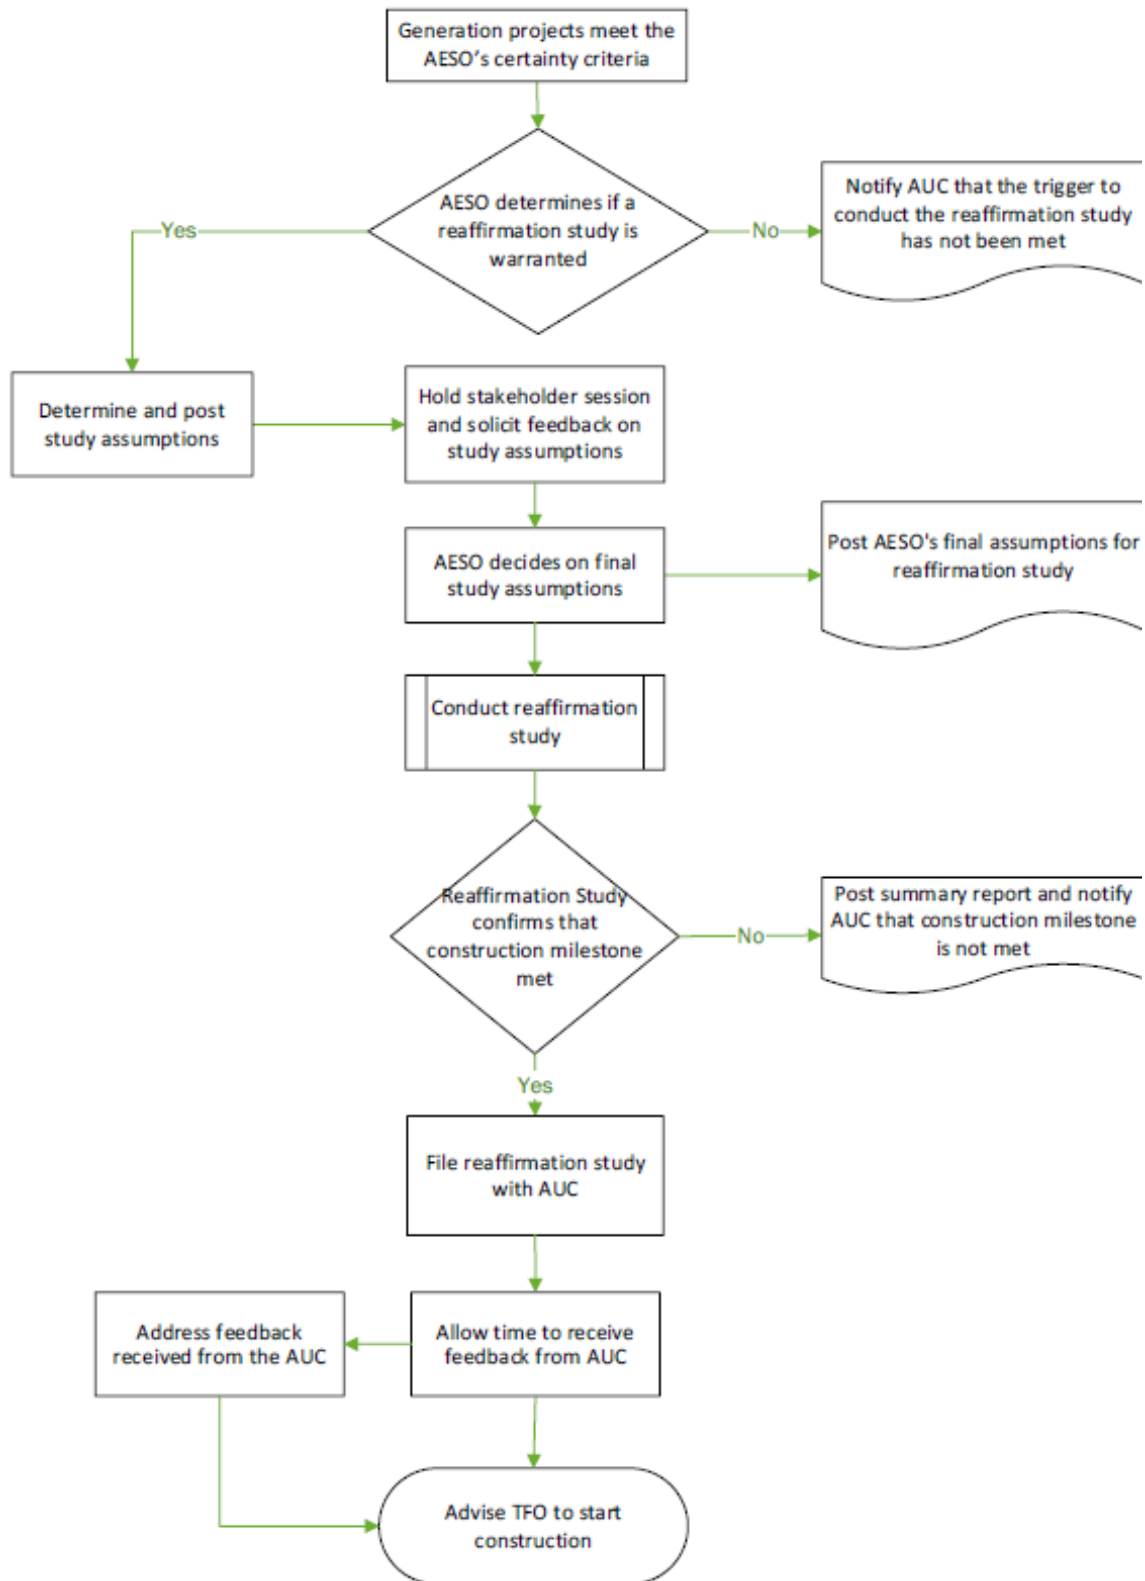 Generation projects meet the
AESO's certainty criteria
AESO determines if a
reaffirmation study is
warranted
Yes
No
Notify AUC that the trigger to
conduct the reaffirmation study
has not been met
Determine and post
study assumptions
Hold stakeholder session
and solicit feedback on
study assumptions
AESO decides on final
study assumptions
Post AESO's final assumptions for
reaffirmation study
Conduct reaffirmation
study
Reaffirmation Study
confirms that
construction milestone
met
No
Post summary report and notify
AUC that construction milestone
is not met
Yes
File reaffirmation study
with AUC
Address feedback
received from the AUC
Allow time to receive
feedback from AUC
Advise TFO to start
construction